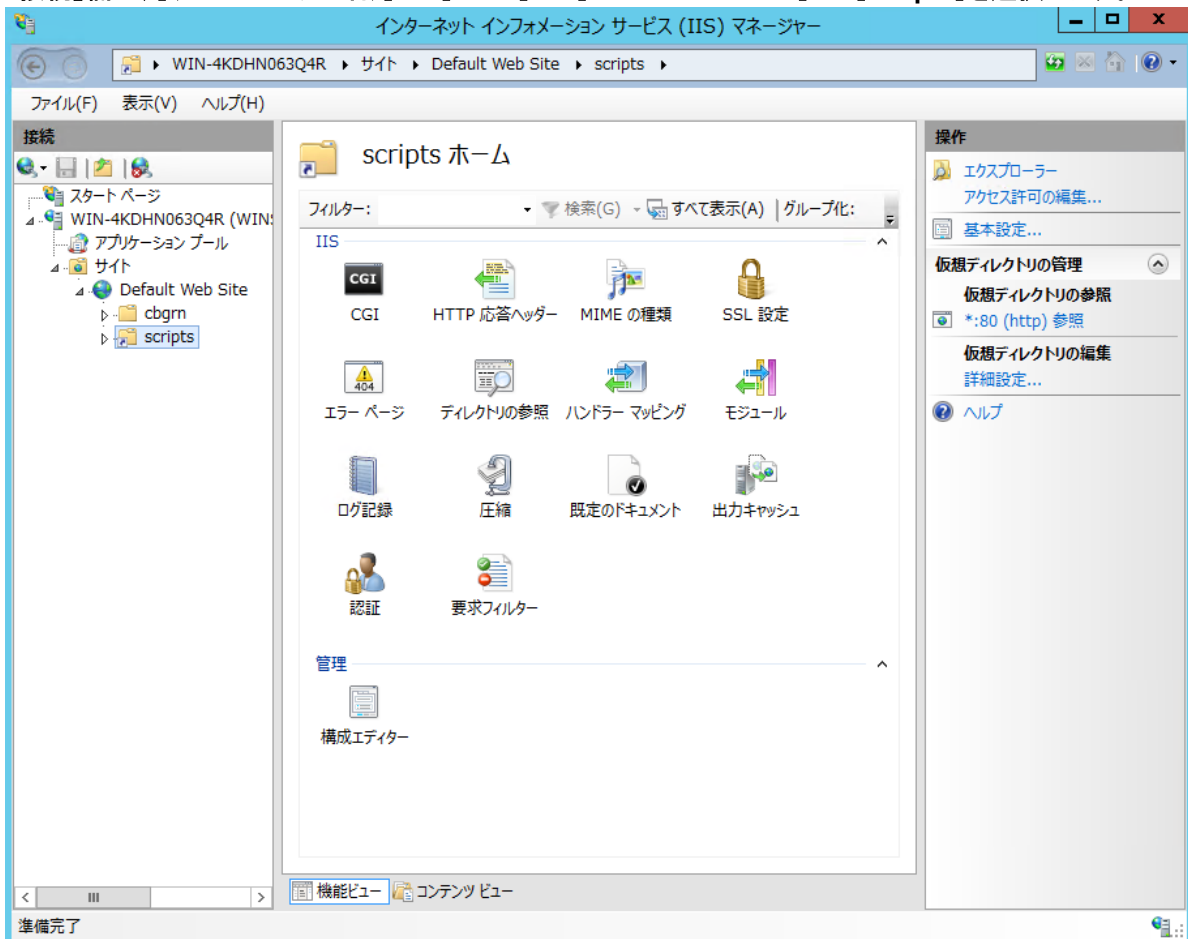 インターネット インフォメーション サービス (IIS) マネージャー
WIN-4KDHN063Q4R ▸ サイト ▸ Default Web Site ▸ scripts ▸
ファイル(F) 表示(V) ヘルプ(H)
接続
スタート ページ
WIN-4KDHN063Q4R (WIN
アプリケーション プール
サイト
Default Web Site
cbgrn
scripts
scripts ホーム
フィルター: 検索(G) すべて表示(A) グループ化:
IIS
CGI
CGI HTTP 応答ヘッダー MIME の種類 SSL 設定
404
エラー ページ ディレクトリの参照 ハンドラー マッピング モジュール
ログ記録 圧縮 既定のドキュメント 出力キャッシュ
認証 要求フィルター
管理
構成エディター
機能ビュー コンテンツ ビュー
操作
エクスプローラー
アクセス許可の編集...
基本設定...
仮想ディレクトリの管理
仮想ディレクトリの参照
*:80 (http) 参照
仮想ディレクトリの編集
詳細設定...
ヘルプ
準備完了